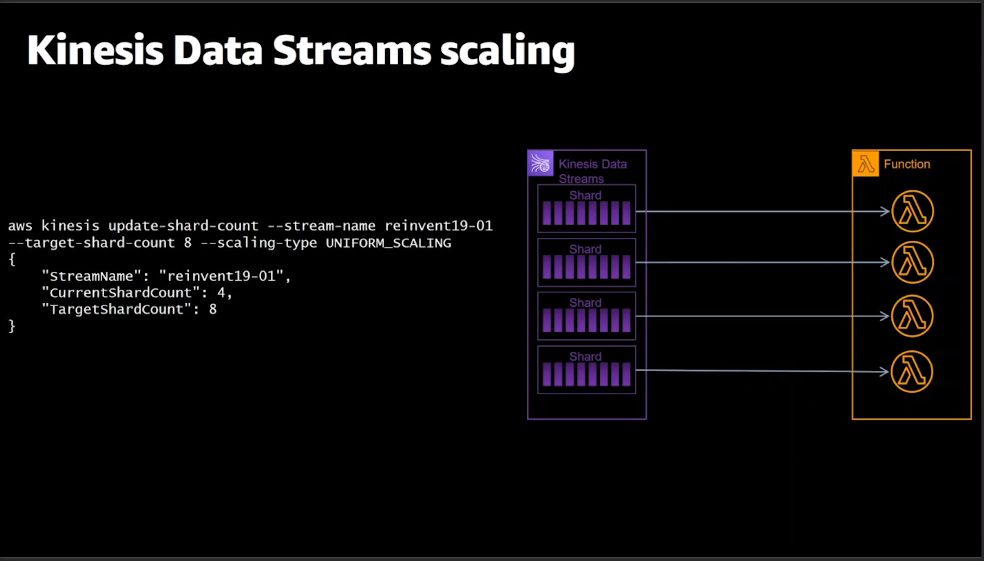 Kinesis Data Streams scaling
aws kinesis update-shard-count --stream-name reinvent19-01
--target-shard-count 8 --scaling-type UNIFORM_SCALING
{
    "StreamName": "reinvent19-01",
    "CurrentShardCount": 4,
    "TargetShardCount": 8
}
Kinesis Data
Streams
Shard
Shard
Shard
Shard
Function